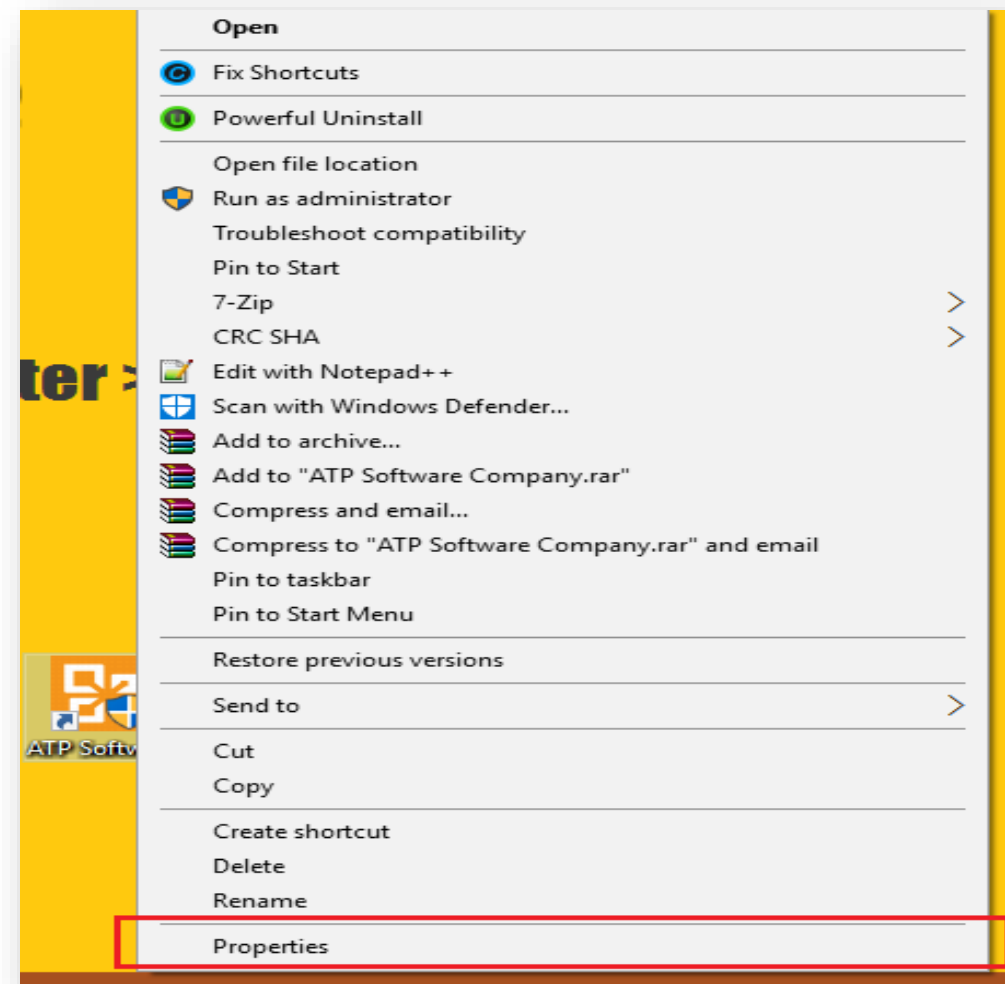 Open
Fix Shortcuts
Powerful Uninstall
Open file location
Run as administrator
Troubleshoot compatibility
Pin to Start
7-Zip
CRC SHA
ter >
Edit with Notepad++
Scan with Windows Defender...
Add to archive...
Add to "ATP Software Company.rar"
Compress and email...
Compress to "ATP Software Company.rar" and email
Pin to taskbar
Pin to Start Menu
Restore previous versions
Send to
ATP Softw
Cut
Copy
Create shortcut
Delete
Rename
Properties